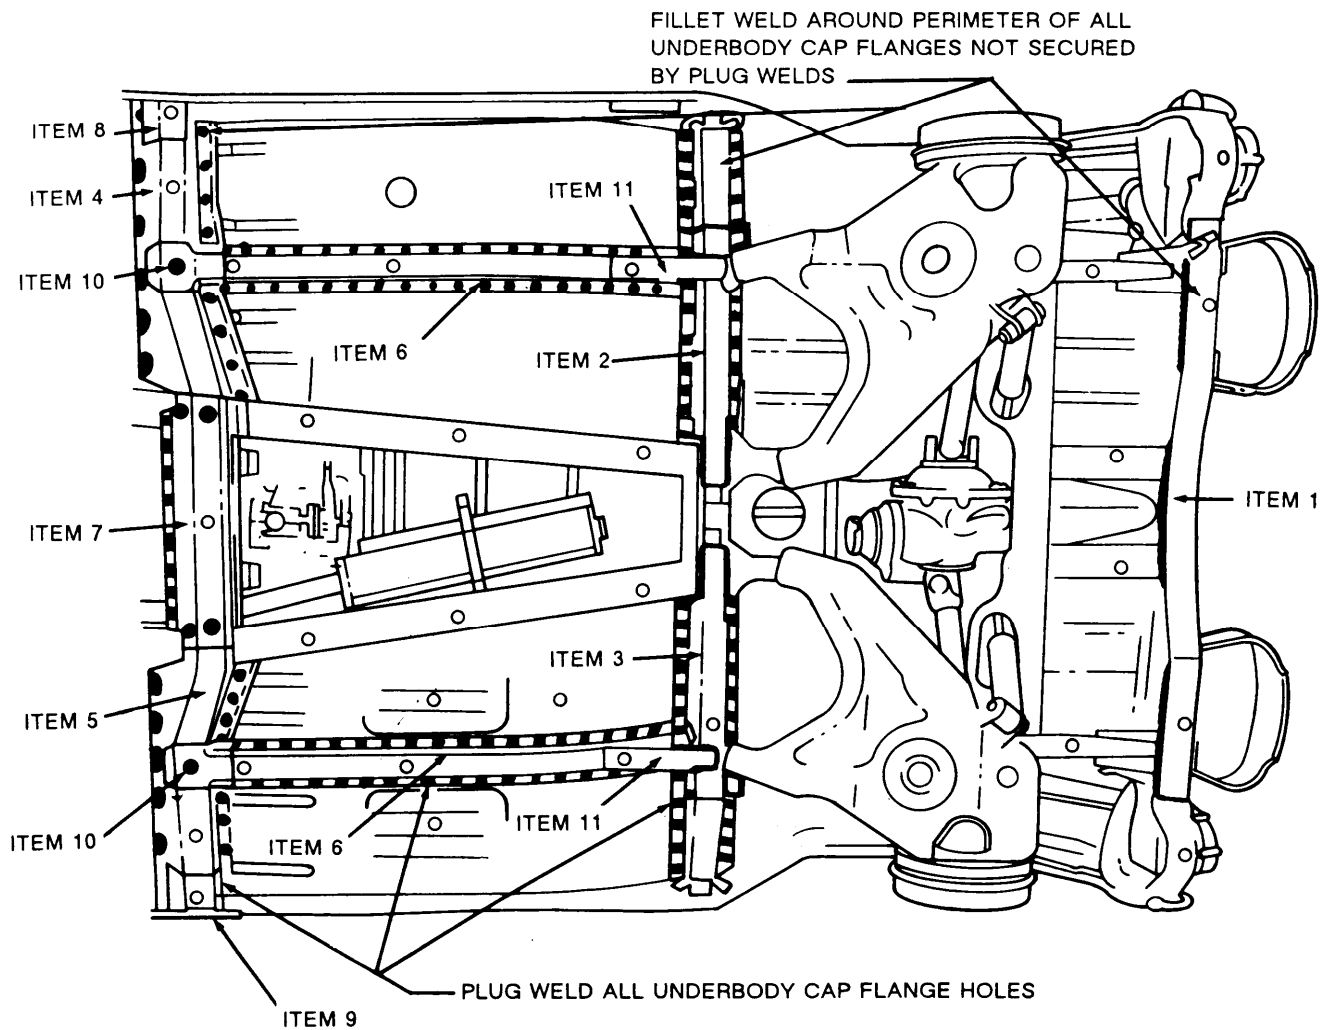 FILLET WELD AROUND PERIMETER OF ALL
UNDERBODY CAP FLANGES NOT SECURED
BY PLUG WELDS
ITEM 8
ITEM 4
ITEM 11
ITEM 10
ITEM 6
ITEM 2
ITEM 1
ITEM 7
ITEM 3
ITEM 5
ITEM 10
ITEM 6
ITEM 11
PLUG WELD ALL UNDERBODY CAP FLANGE HOLES
ITEM 9